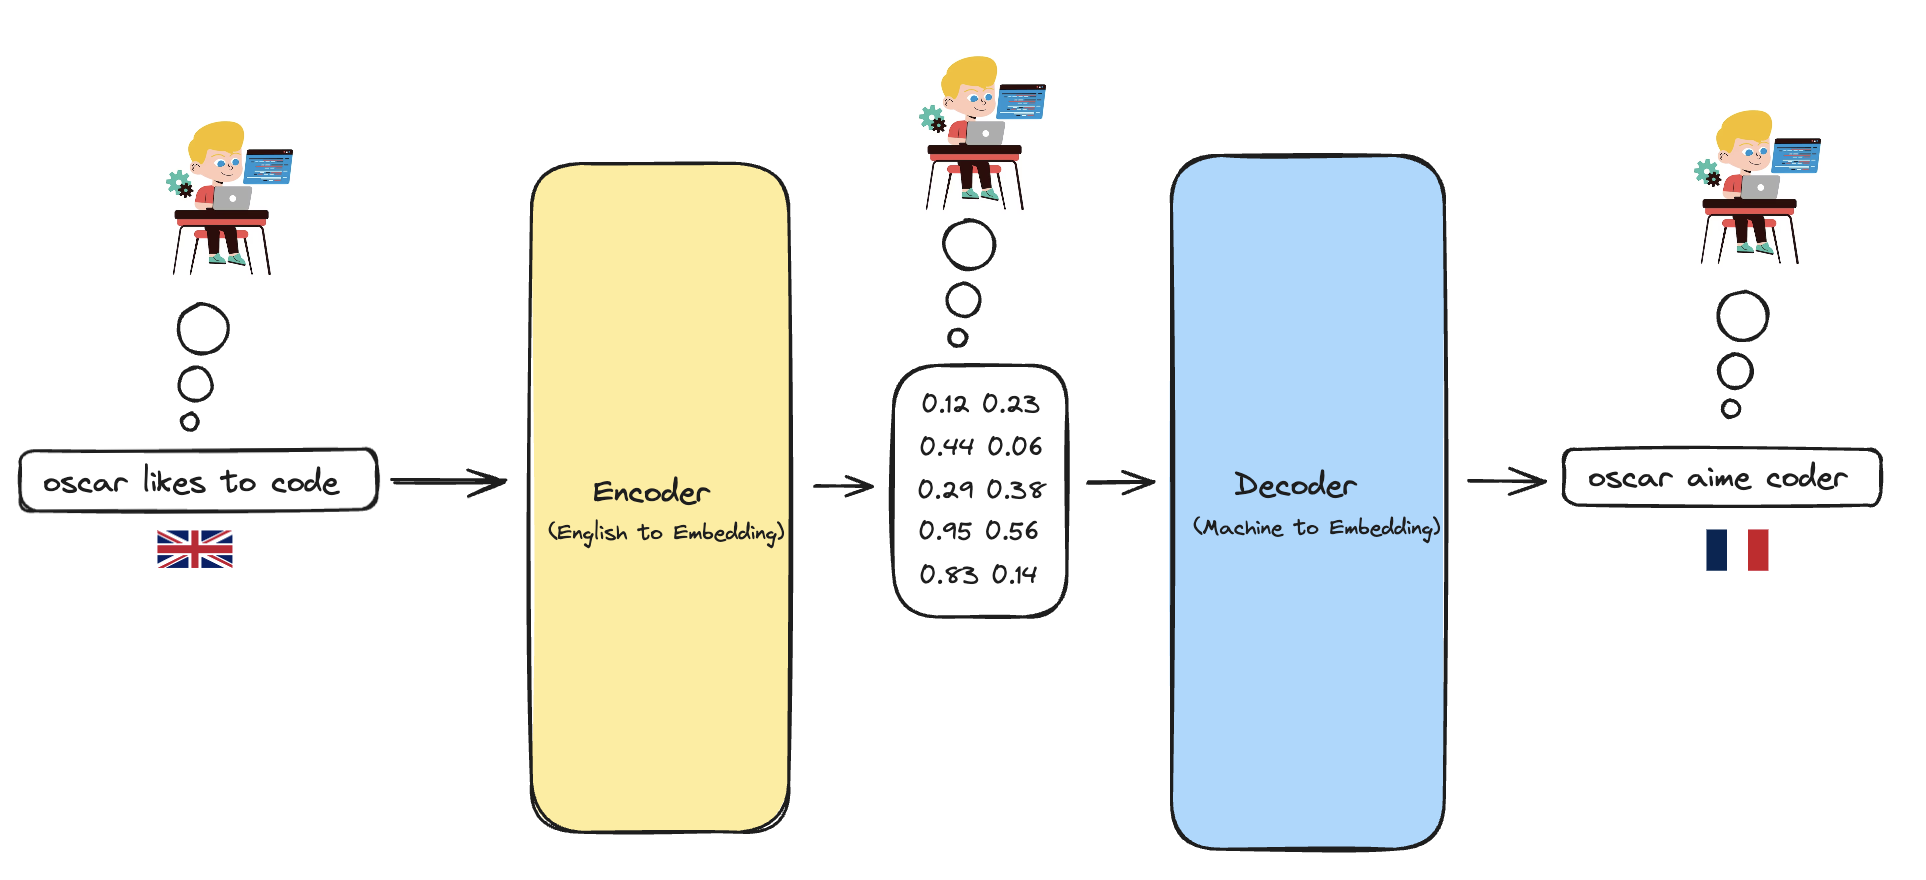 oscar likes to code
Encoder
(English to Embedding)
0.12 0.23
0.44 0.06
0.29 0.38
0.95 0.56
0.83 0.14
Decoder
(Machine to Embedding)
oscar aime coder